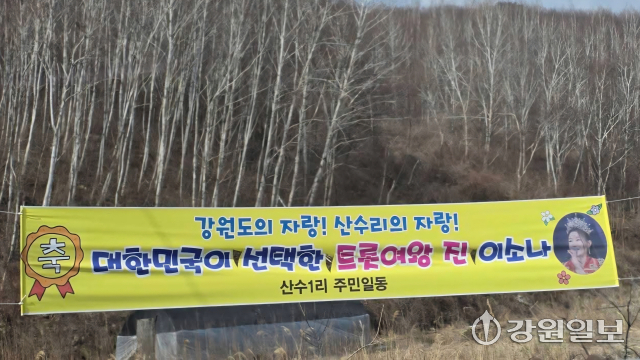 강원도의 자랑! 산수리의 자랑!
축
대한민국이 선택한 트롯여왕 진 이소나
산수1리 주민일동
강원일보